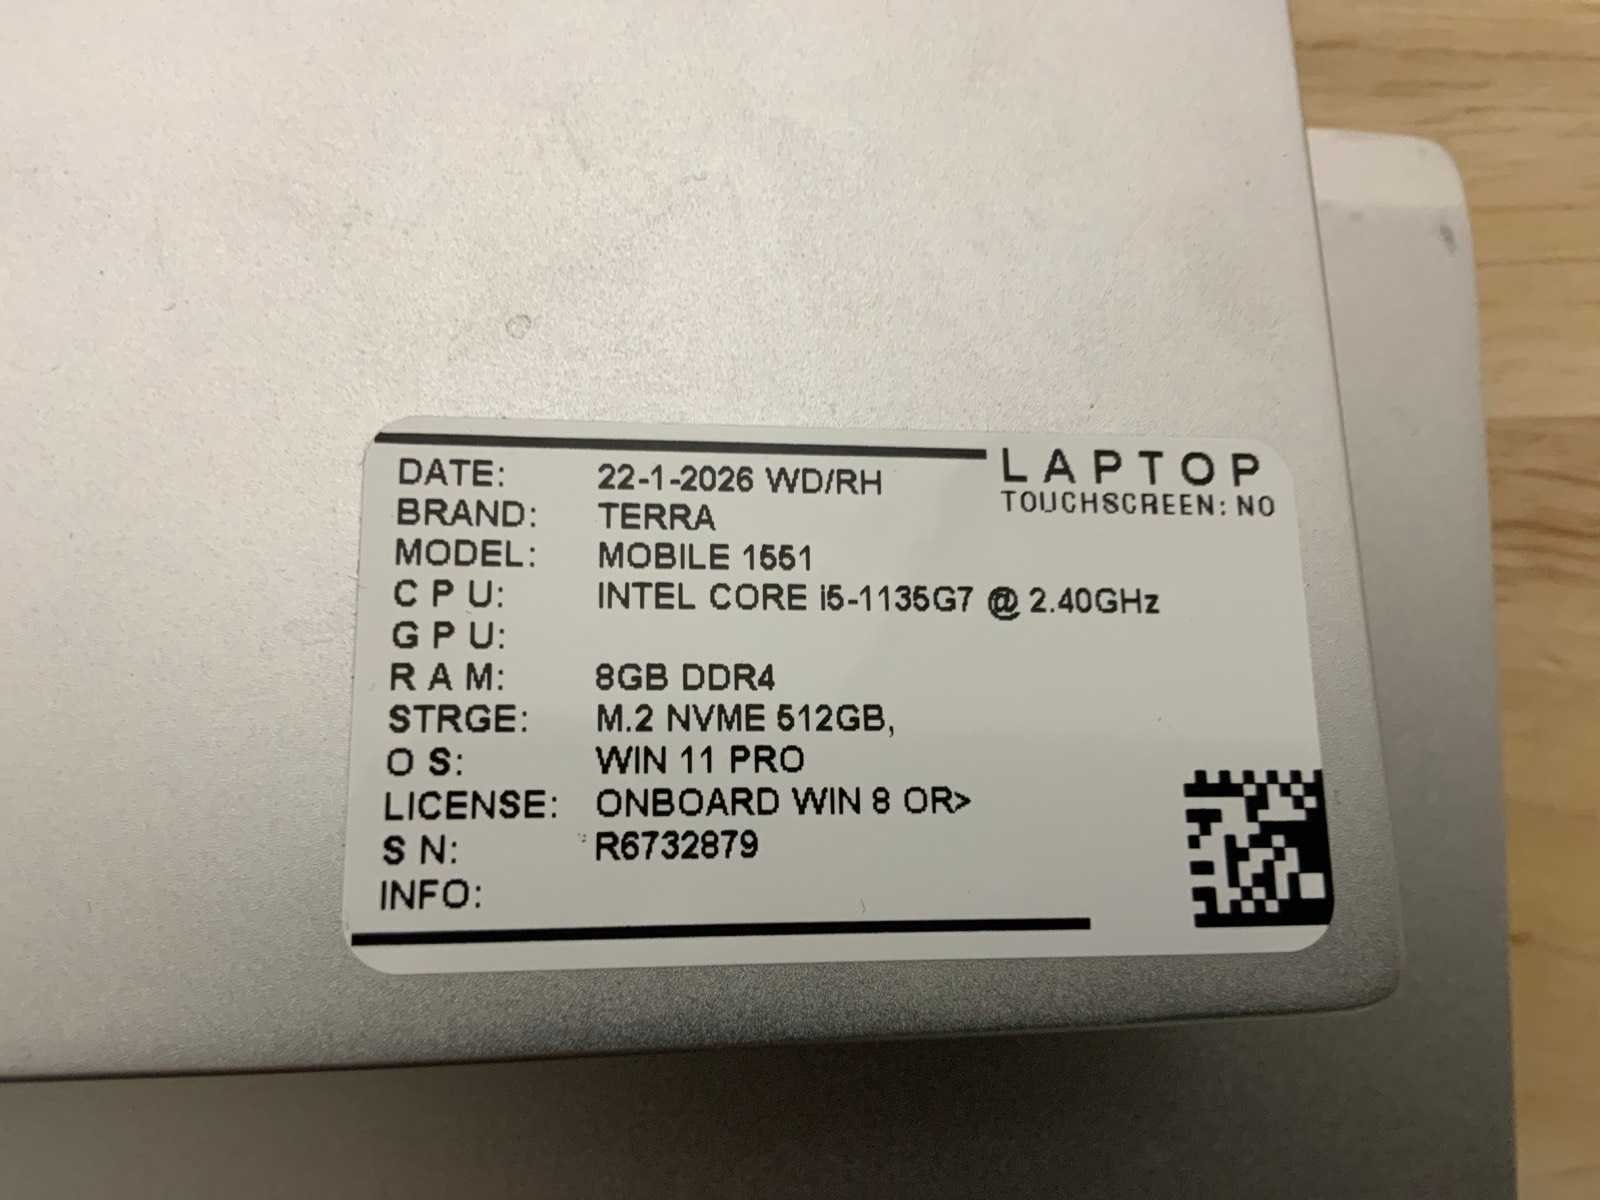 LAPTOP
TOUCHSCREEN: NO
DATE: 22-1-2026 WD/RH
BRAND: TERRA
MODEL: MOBILE 1551
C P U: INTEL CORE i5-1135G7 @ 2.40GHz
G P U:
R A M: 8GB DDR4
STRGE: M.2 NVME 512GB,
O S: WIN 11 PRO
LICENSE: ONBOARD WIN 8 OR>
S N: R6732879
INFO: